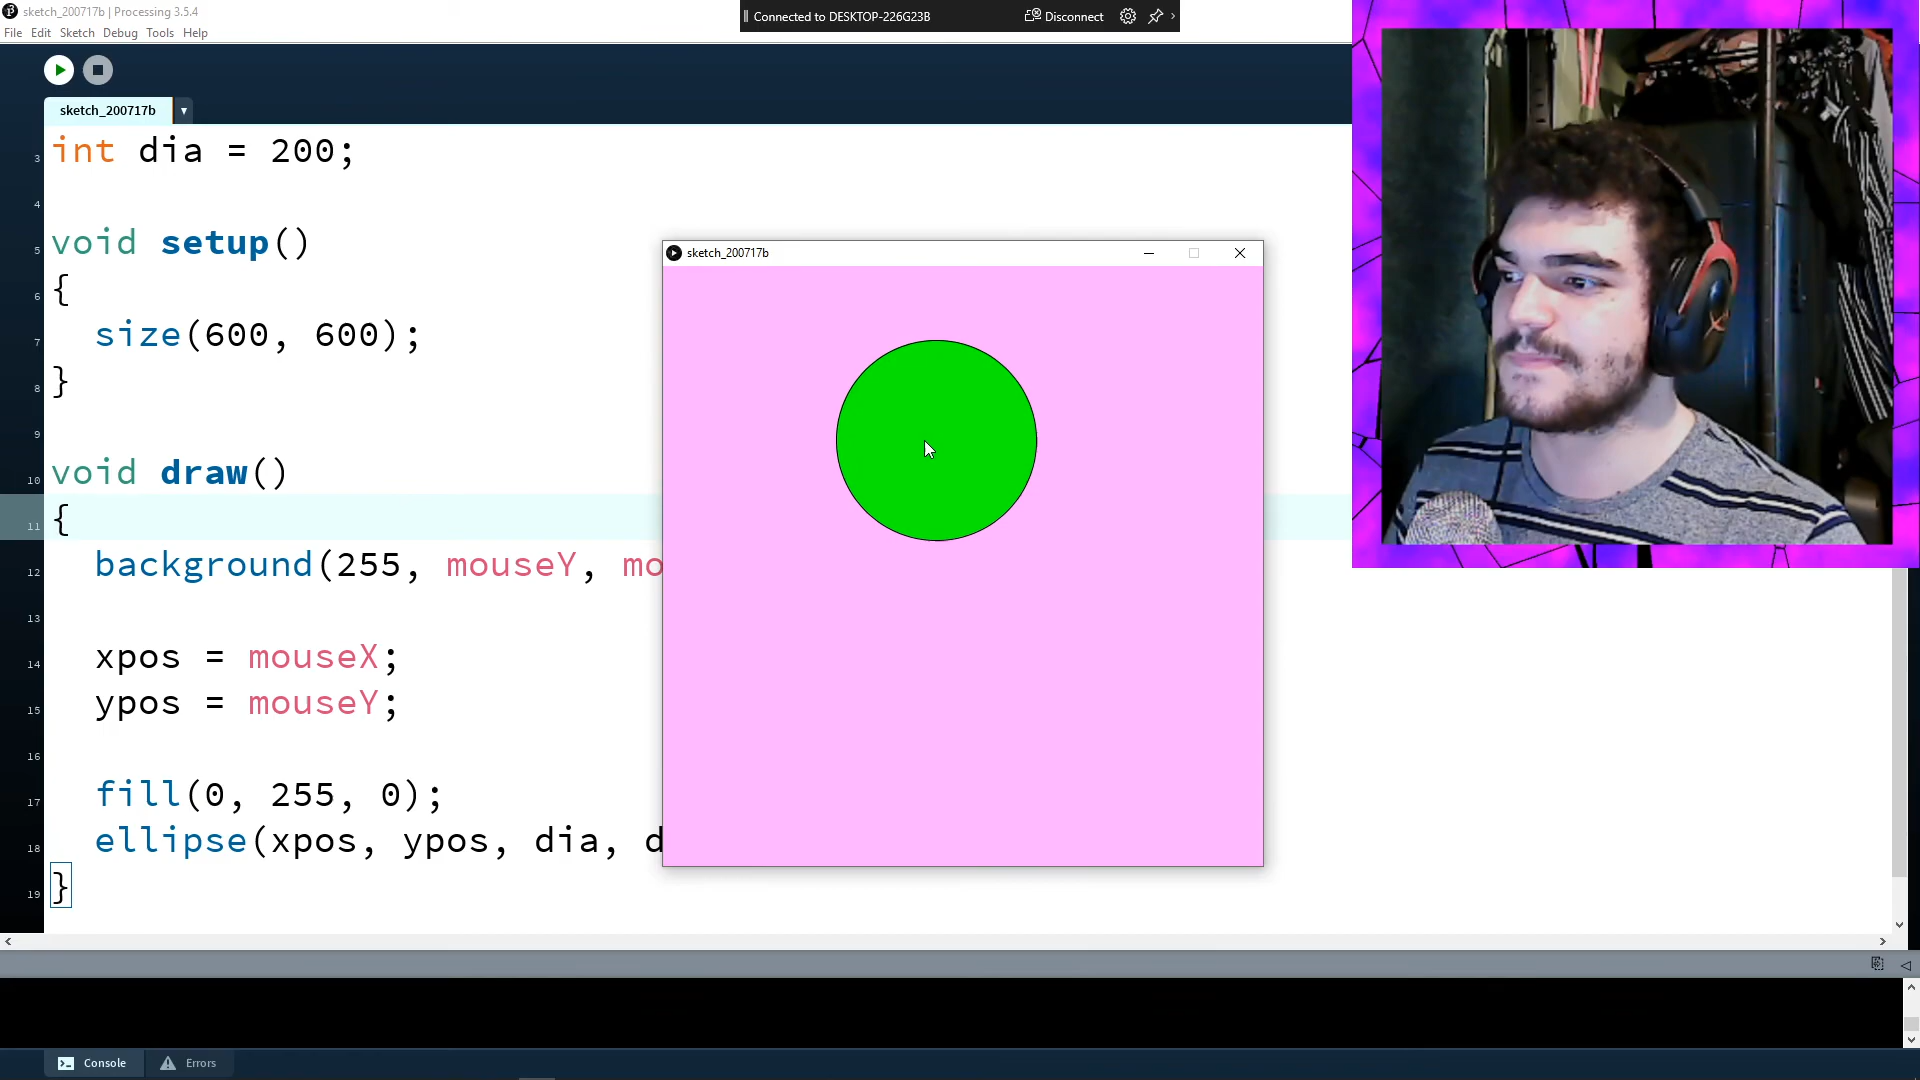 sketch_200717b | Processing 3.5.4
File Edit Sketch Debug Tools Help
Connected to DESKTOP-226G23B
Disconnect
sketch_200717b
3 int dia = 200;
4
5 void setup()
6 {
7 size(600, 600);
8 }
9
10 void draw()
11 {
12 background(255, mouseY, mo
13
14 xpos = mouseX;
15 ypos = mouseY;
16
17 fill(0, 255, 0);
18 ellipse(xpos, ypos, dia, d
19 }
sketch_200717b
Console
Errors